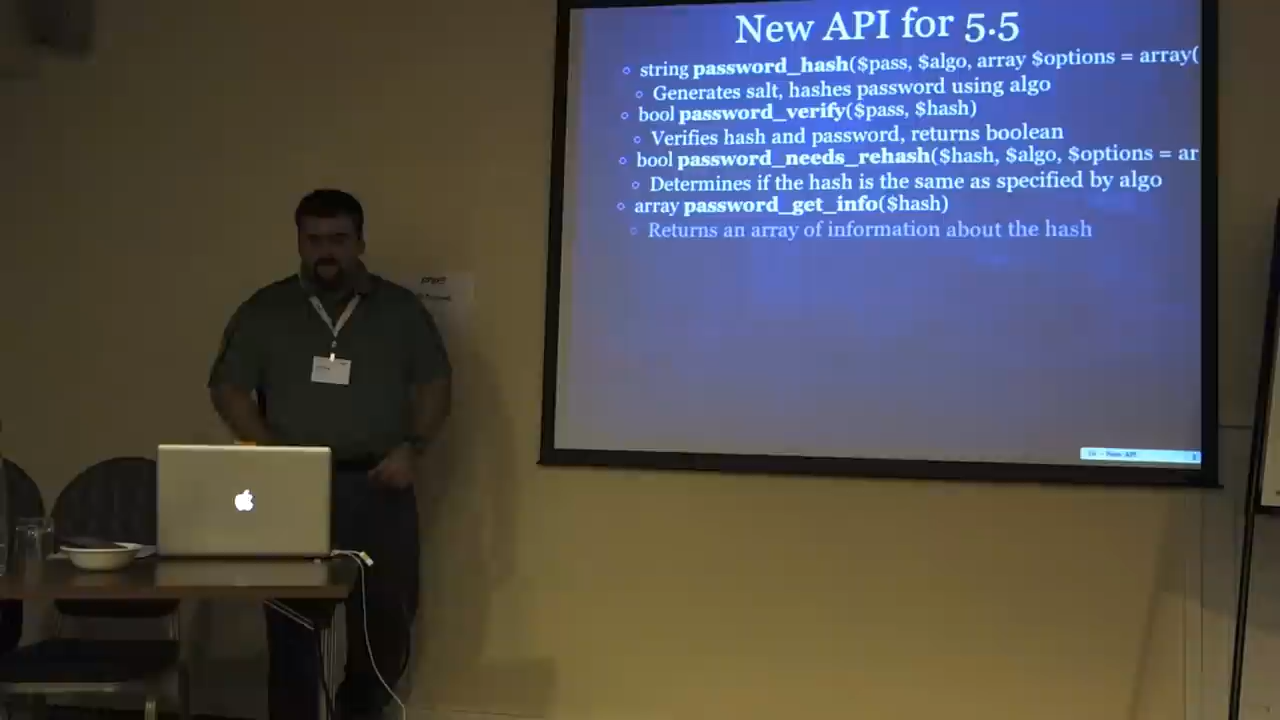 New API for 5.5
string password_hash($pass, $algo, array $options = array(
Generates salt, hashes password using algo
bool password_verify($pass, $hash)
Verifies hash and password, returns boolean
bool password_needs_rehash($hash, $algo, $options = ar
Determines if the hash is the same as specified by algo
array password_get_info($hash)
Returns an array of information about the hash
- New API